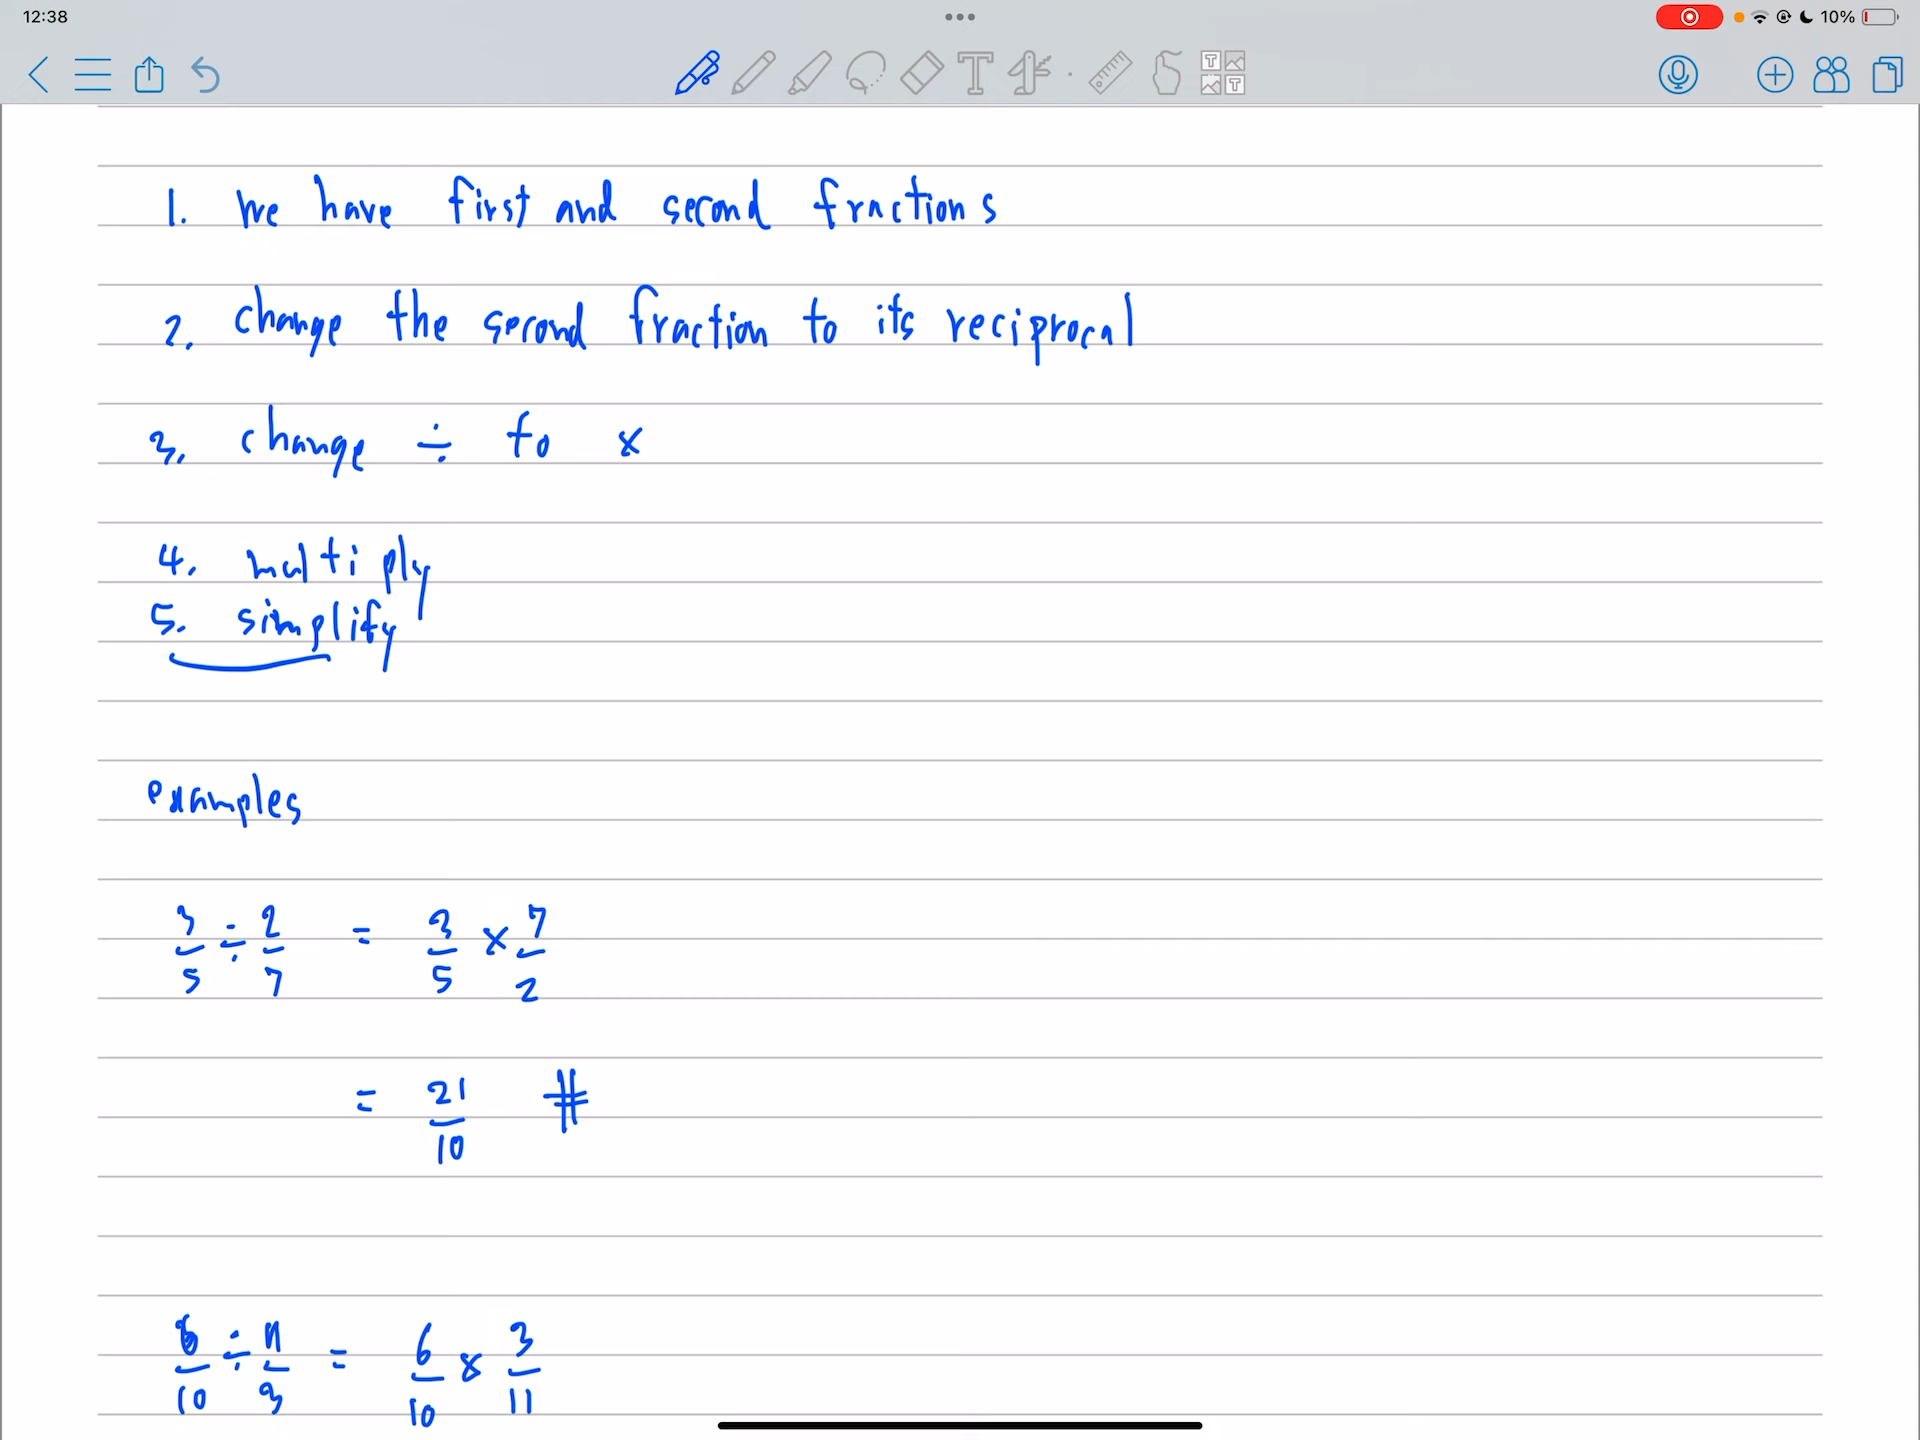 12:38
10%
1. we have first and second fractions
2. change the second fraction to its reciprocal
3. change ÷ to ×
4. multiply
5. simplify
examples
3/5 ÷ 2/7 = 3/5 × 7/2
= 21/10 #
6/10 ÷ 11/3 = 6/10 × 3/11